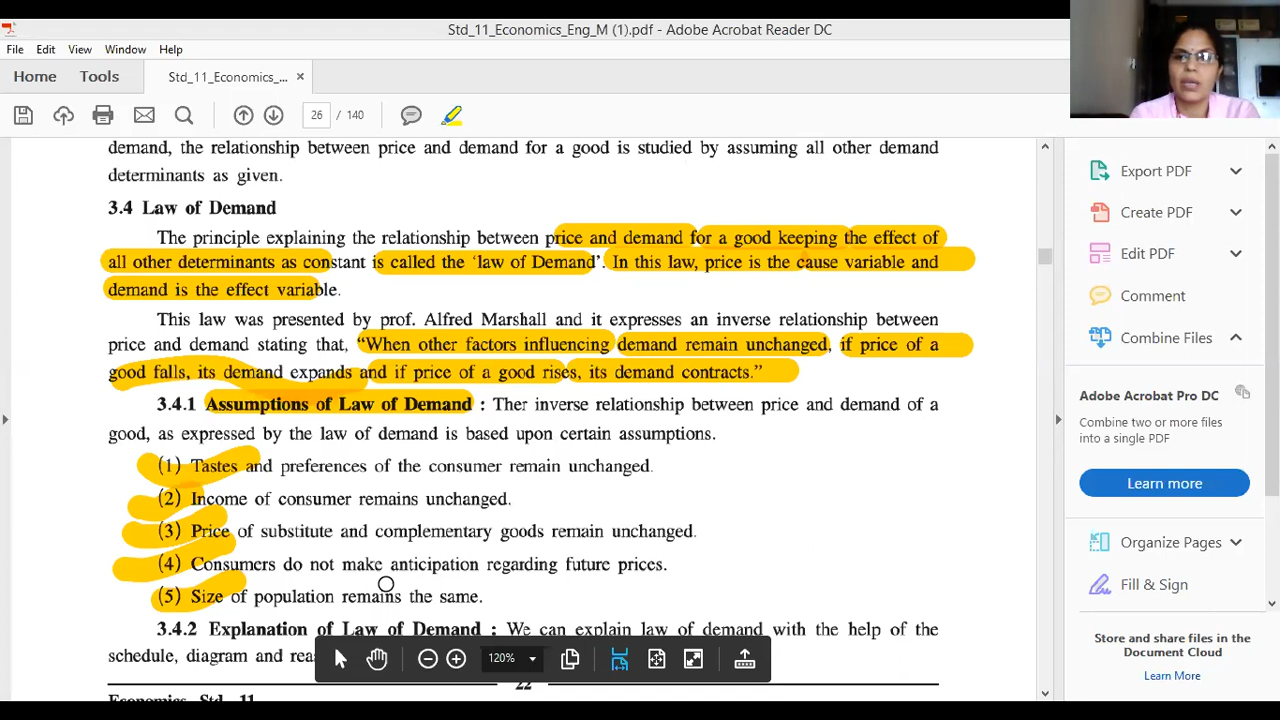 Std_11_Economics_Eng_M (1).pdf - Adobe Acrobat Reader DC
File Edit View Window Help
Home Tools Std_11_Economics_... ×
26 / 140
demand, the relationship between price and demand for a good is studied by assuming all other demand
determinants as given.
3.4 Law of Demand
The principle explaining the relationship between price and demand for a good keeping the effect of
all other determinants as constant is called the 'law of Demand'. In this law, price is the cause variable and
demand is the effect variable.
This law was presented by prof. Alfred Marshall and it expresses an inverse relationship between
price and demand stating that, "When other factors influencing demand remain unchanged, if price of a
good falls, its demand expands and if price of a good rises, its demand contracts."
3.4.1 Assumptions of Law of Demand : Ther inverse relationship between price and demand of a
good, as expressed by the law of demand is based upon certain assumptions.
(1) Tastes and preferences of the consumer remain unchanged.
(2) Income of consumer remains unchanged.
(3) Price of substitute and complementary goods remain unchanged.
(4) Consumers do not make anticipation regarding future prices.
(5) Size of population remains the same.
3.4.2 Explanation of Law of Demand : We can explain law of demand with the help of the
schedule, diagram and
120%
22
Economics, Std. 11
Export PDF
Create PDF
Edit PDF
Comment
Combine Files
Adobe Acrobat Pro DC
Combine two or more files
into a single PDF
Learn more
Organize Pages
Fill & Sign
Store and share files in the
Document Cloud
Learn More